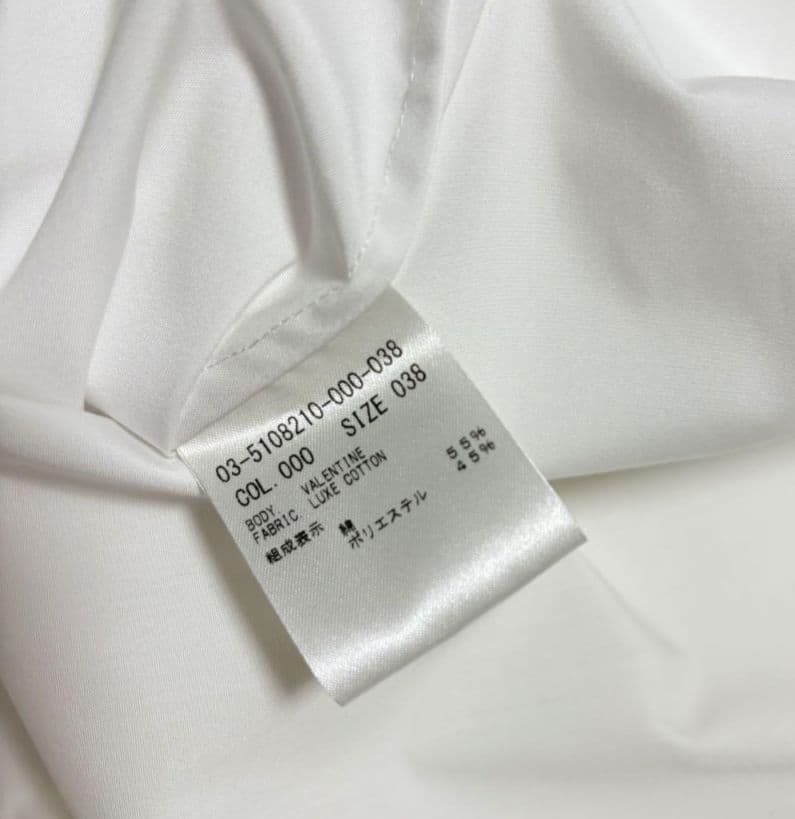 03-5108210-000-038
COL. 000 SIZE 038
BODY. VALENTINE
FABRIC. LUXE COTTON
組成表示 綿 55%
ポリエステル 45%